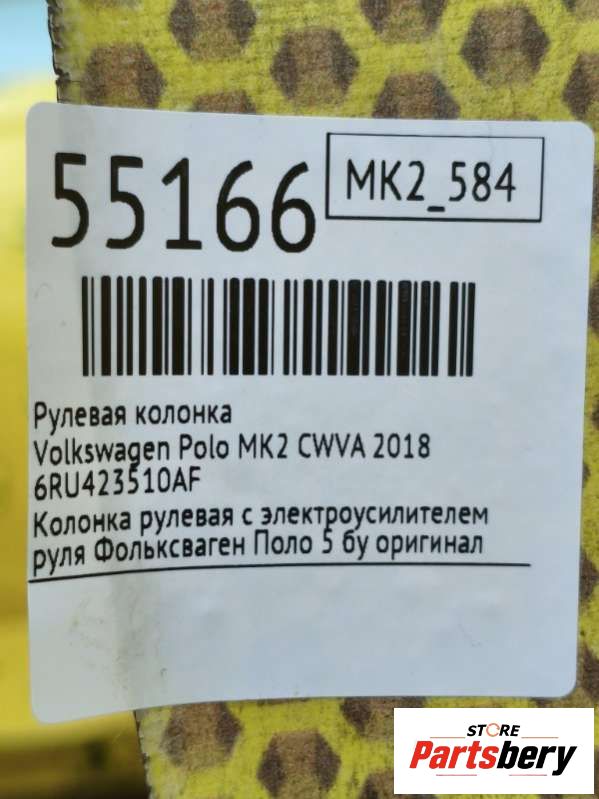 55166
MK2_584
Рулевая колонка
Volkswagen Polo MK2 CWVA 2018
6RU423510AF
Колонка рулевая с электроусилителем
руля Фольксваген Поло 5 бу оригинал
STORE
Partsbery